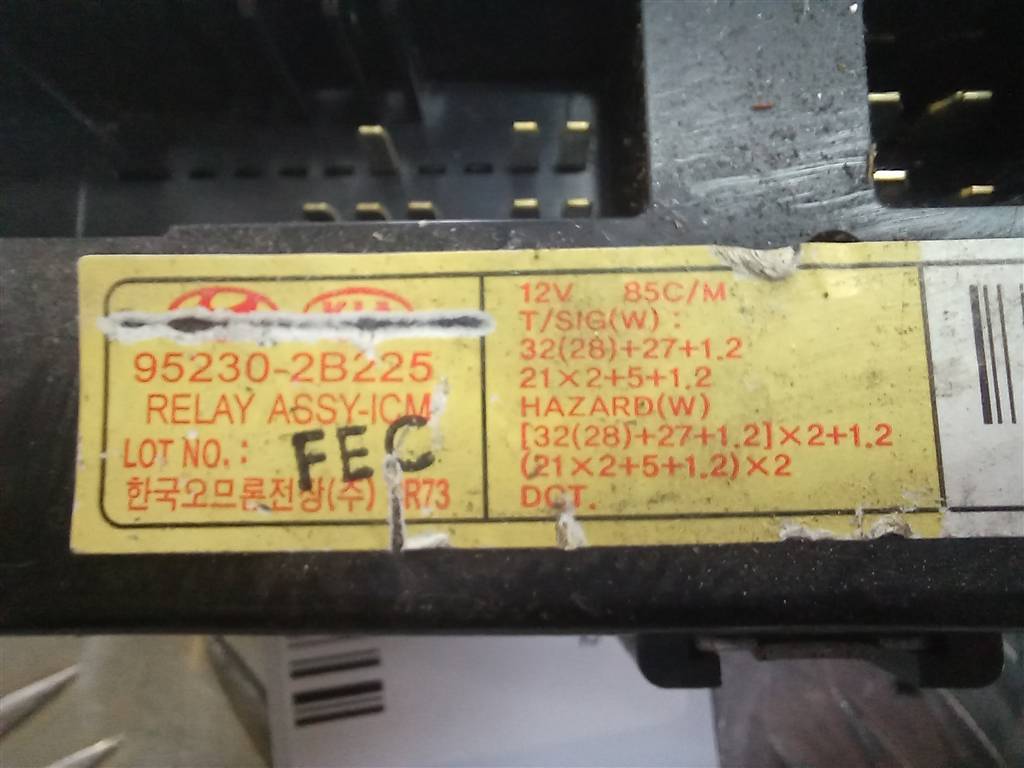 KIA
95230-2B225
RELAY ASSY-ICM
LOT NO.: FEC
한국오므론전장(주) R73
12V 85C/M
T/SIG(W) :
32(28)+27+1.2
21×2+5+1.2
HAZARD(W)
[32(28)+27+1.2]×2+1.2
(21×2+5+1.2)×2
DOT.